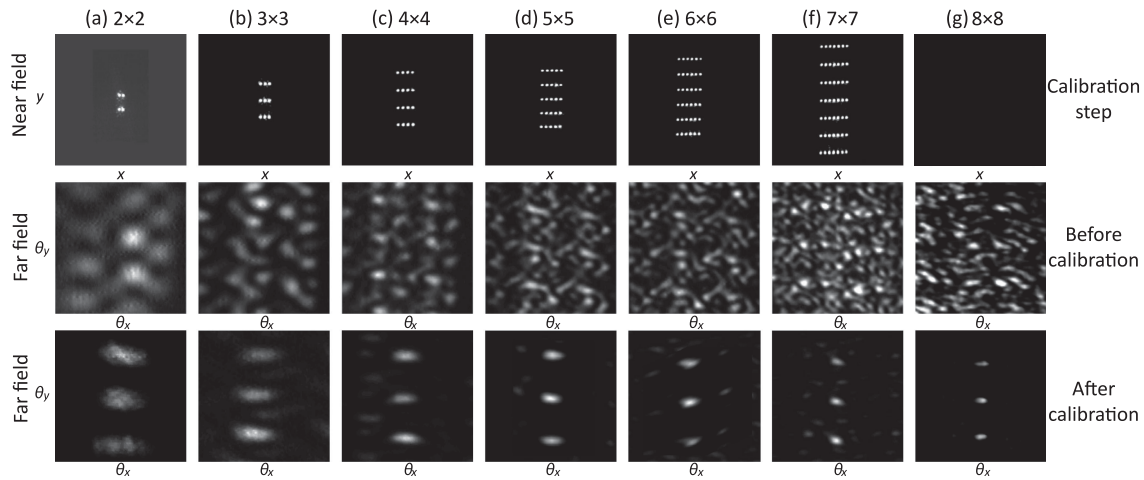 (a) 2×2 (b) 3×3 (c) 4×4 (d) 5×5 (e) 6×6 (f) 7×7 (g) 8×8
Near field
y
Calibration
step
x x x x x x x
Far field
θy
Before
calibration
θx θx θx θx θx θx θx
Far field
θy
After
calibration
θx θx θx θx θx θx θx